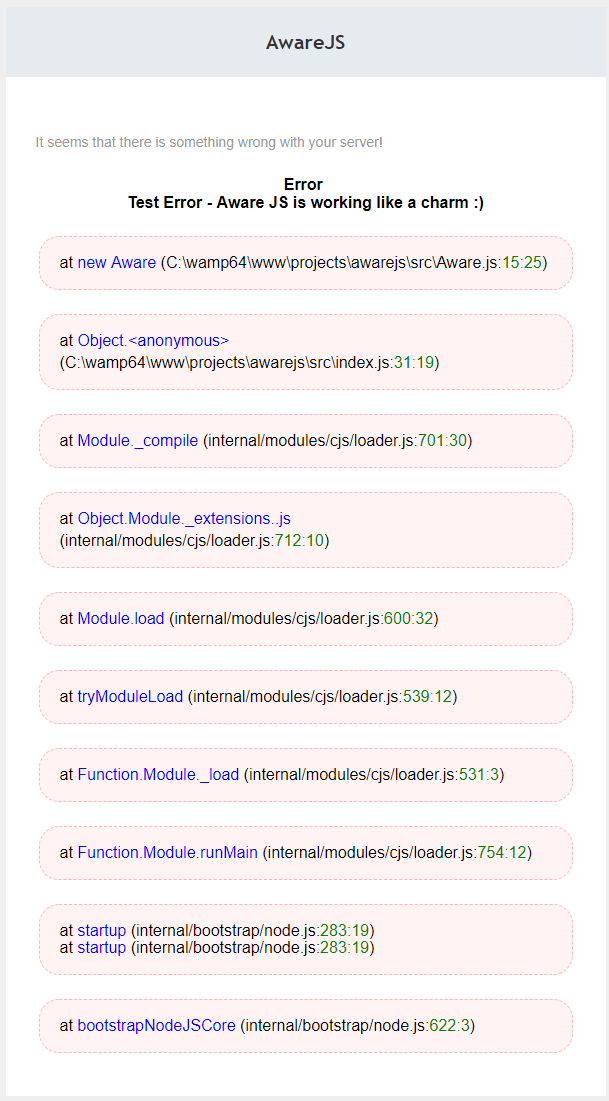 AwareJS
It seems that there is something wrong with your server!
Error
Test Error - Aware JS is working like a charm :)
at new Aware (C:\wamp64\www\projects\awarejs\src\Aware.js:15:25)
at Object.<anonymous>
(C:\wamp64\www\projects\awarejs\src\index.js:31:19)
at Module._compile (internal/modules/cjs/loader.js:701:30)
at Object.Module._extensions..js
(internal/modules/cjs/loader.js:712:10)
at Module.load (internal/modules/cjs/loader.js:600:32)
at tryModuleLoad (internal/modules/cjs/loader.js:539:12)
at Function.Module._load (internal/modules/cjs/loader.js:531:3)
at Function.Module.runMain (internal/modules/cjs/loader.js:754:12)
at startup (internal/bootstrap/node.js:283:19)
at startup (internal/bootstrap/node.js:283:19)
at bootstrapNodeJSCore (internal/bootstrap/node.js:622:3)